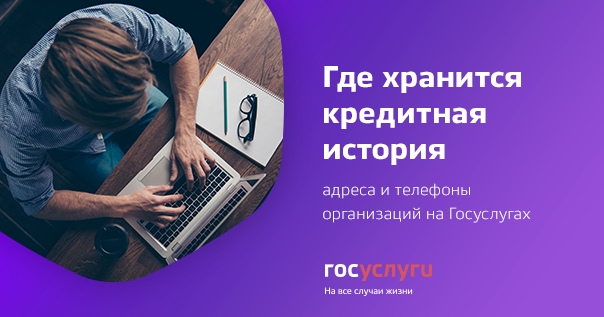 Где хранится
кредитная
история
адреса и телефоны
организаций на Госуслугах
госуслуги
На все случаи жизни